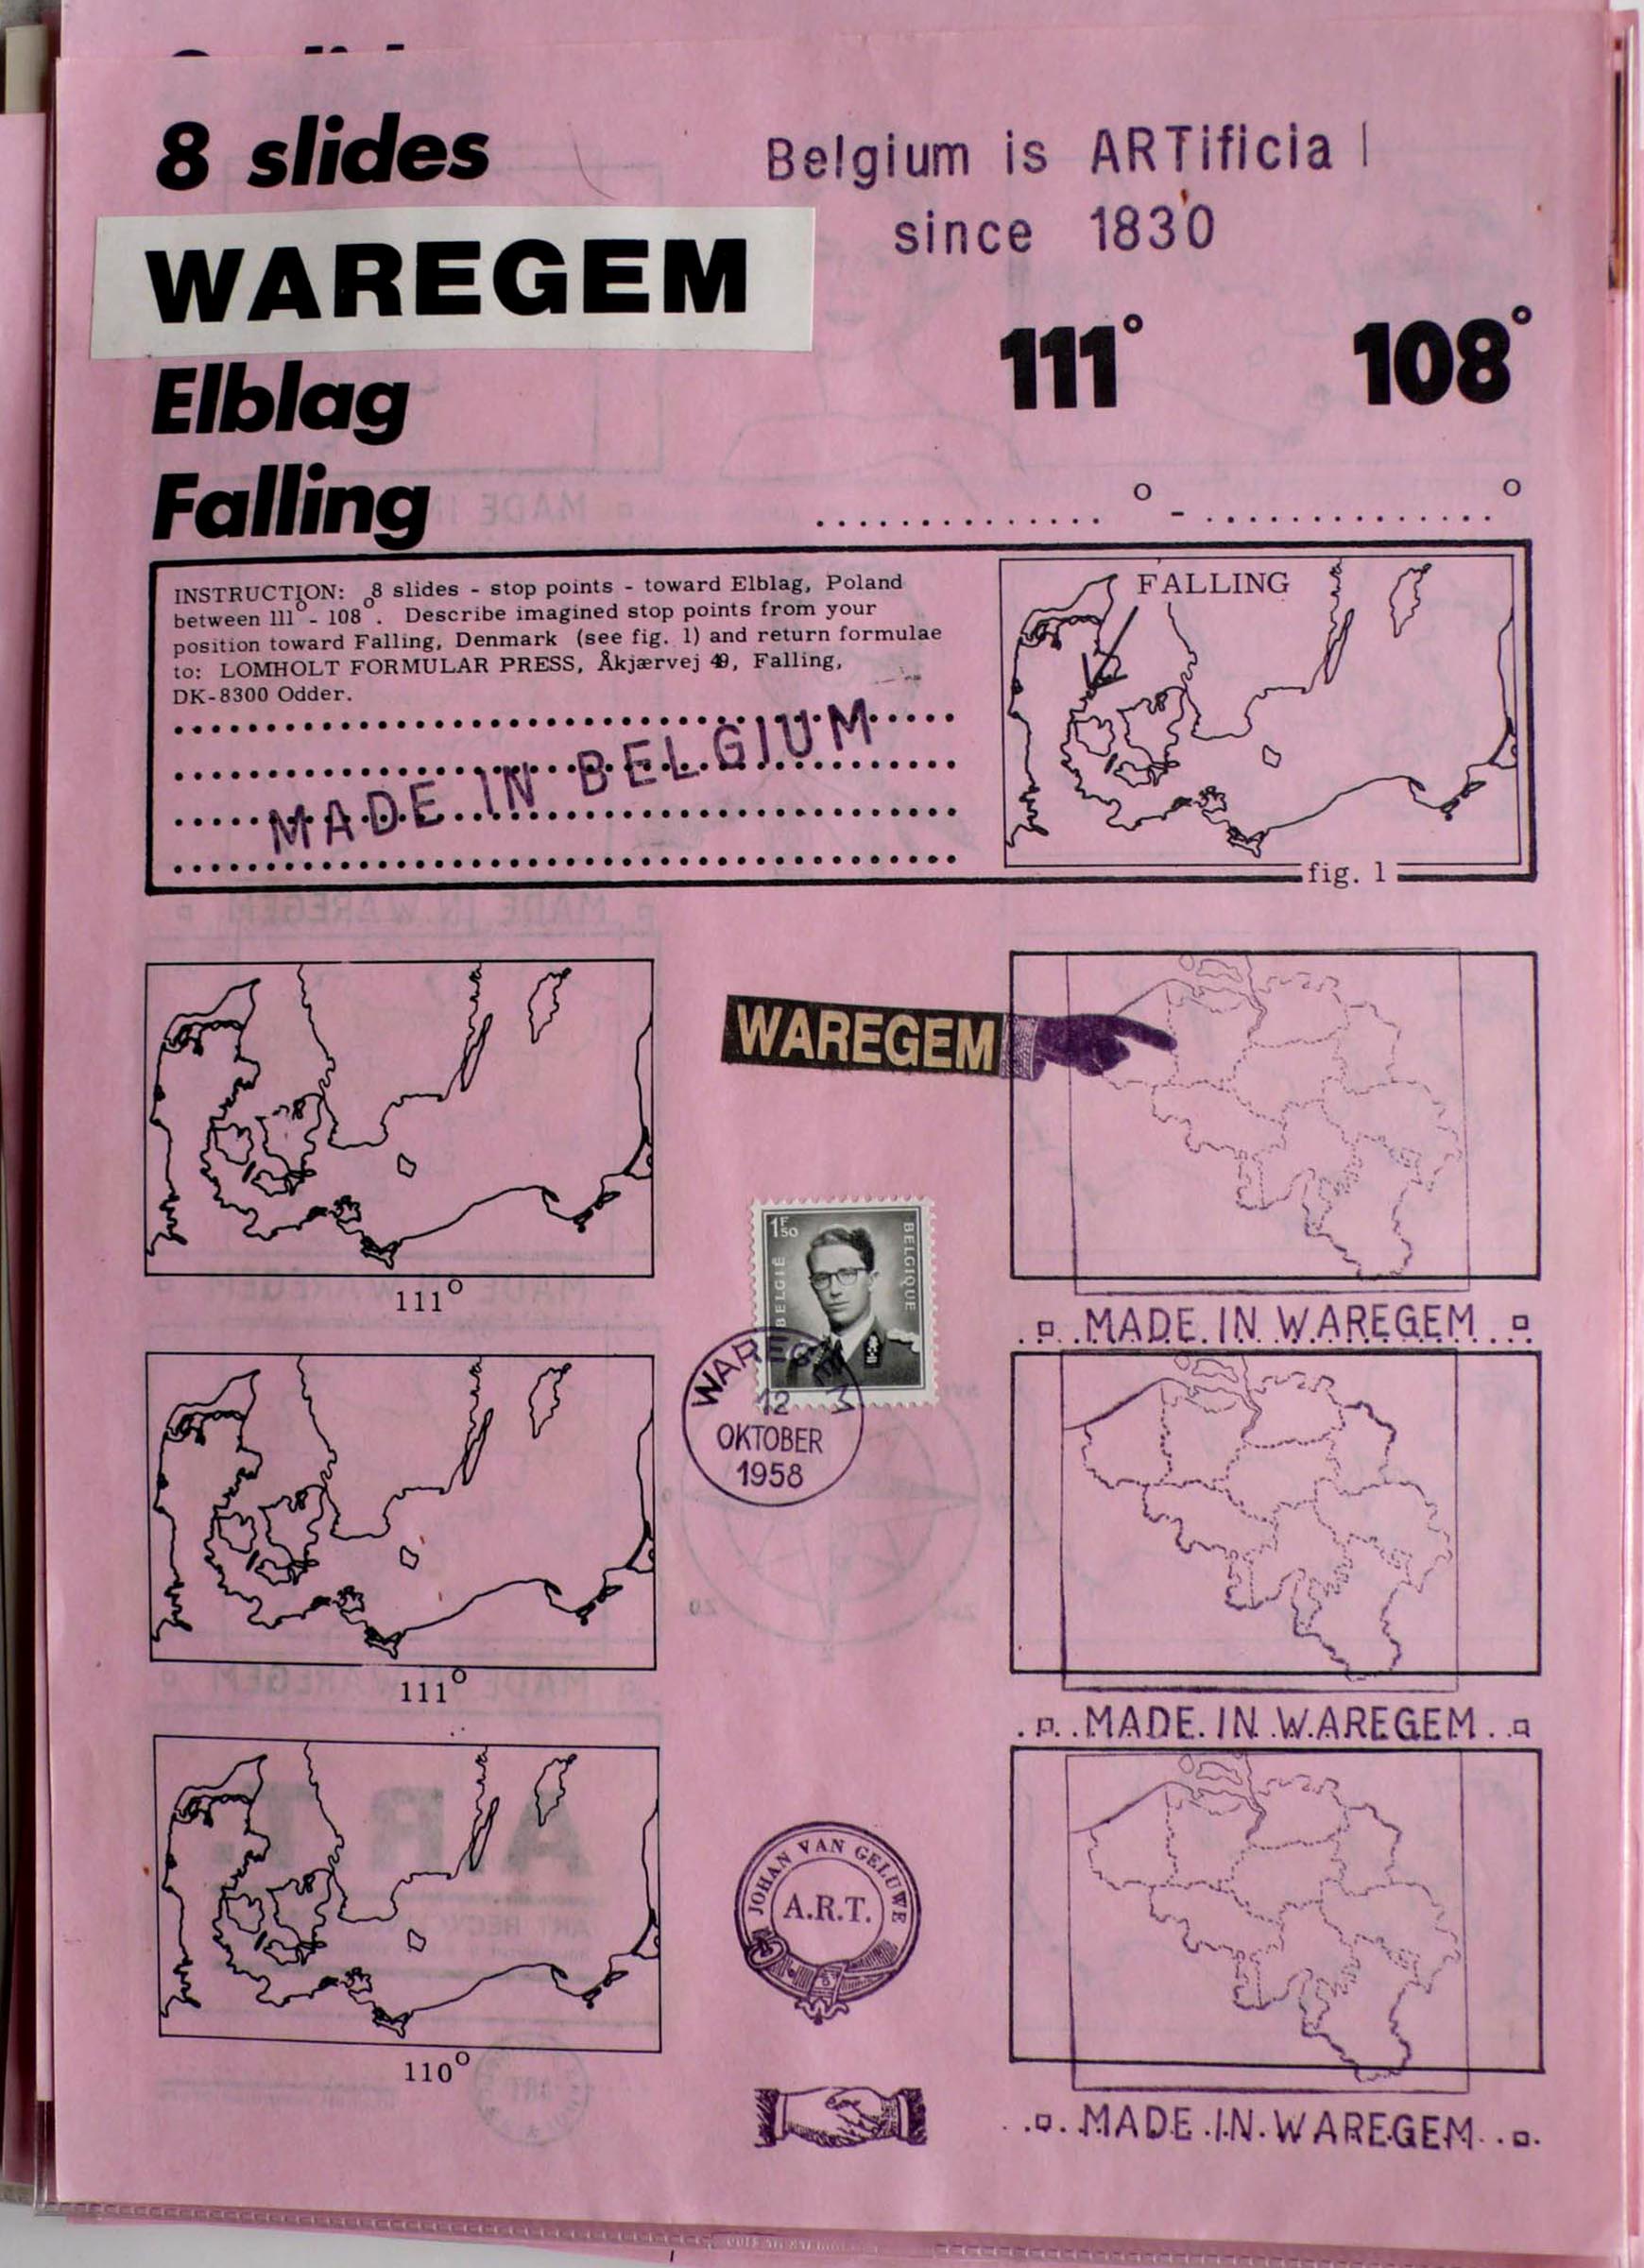 8 slides
Belgium is ARTificial
since 1830
WAREGEM
Elblag
111° 108°
Falling
..............° - ..............°
INSTRUCTION: 8 slides - stop points - toward Elblag, Poland
between 111° - 108°. Describe imagined stop points from your
position toward Falling, Denmark (see fig. 1) and return formulae
to: LOMHOLT FORMULAR PRESS, Åkjærvej 49, Falling,
DK-8300 Odder.
MADE IN BELGIUM
FALLING
fig. 1
WAREGEM
111°
MADE IN WAREGEM
1F50
BELGIË
BELGIQUE
WAREGEM
12
OKTOBER
1958
111°
MADE IN WAREGEM
JOHAN VAN GELUWE
A.R.T.
110°
MADE IN WAREGEM